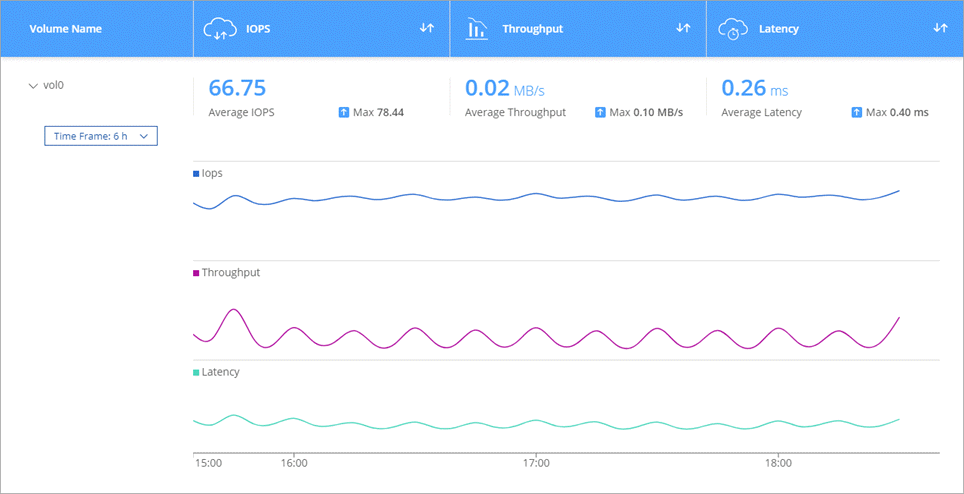 Volume Name IOPS Throughput Latency
vol0 66.75 0.02 MB/s 0.26 ms
Average IOPS Max 78.44 Average Throughput Max 0.10 MB/s Average Latency Max 0.40 ms
Time Frame: 6 h
Iops
Throughput
Latency
15:00 16:00 17:00 18:00